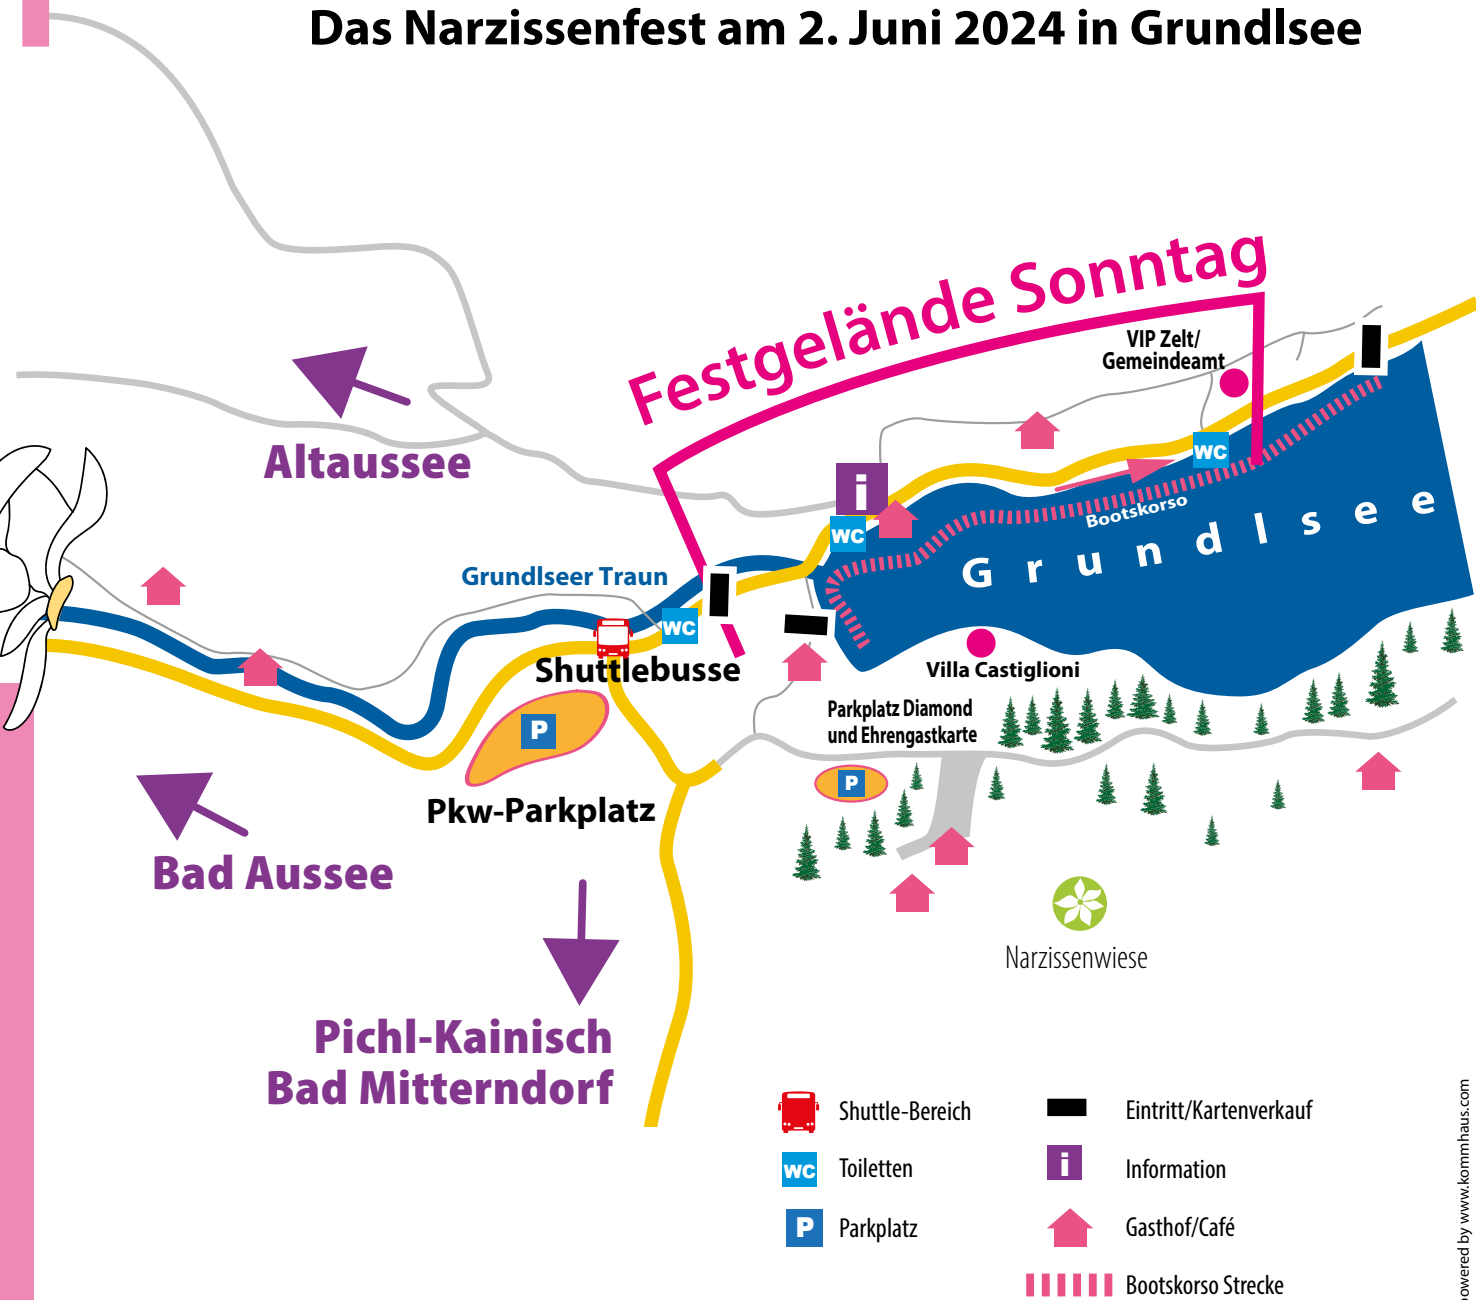 Das Narzissenfest am 2. Juni 2024 in Grundlsee
Festgelände Sonntag
VIP Zelt/
Gemeindeamt
Altaussee
WC
i
WC
Bootskorso
Grundlsee
Grundlseer Traun
WC
Shuttlebusse
Villa Castiglioni
Parkplatz Diamond
und Ehrengastkarte
P
P
Pkw-Parkplatz
Bad Aussee
Narzissenwiese
Pichl-Kainisch
Bad Mitterndorf
Shuttle-Bereich
Eintritt/Kartenverkauf
WC Toiletten
i Information
P Parkplatz
Gasthof/Café
Bootskorso Strecke
powered by www.kommhaus.com